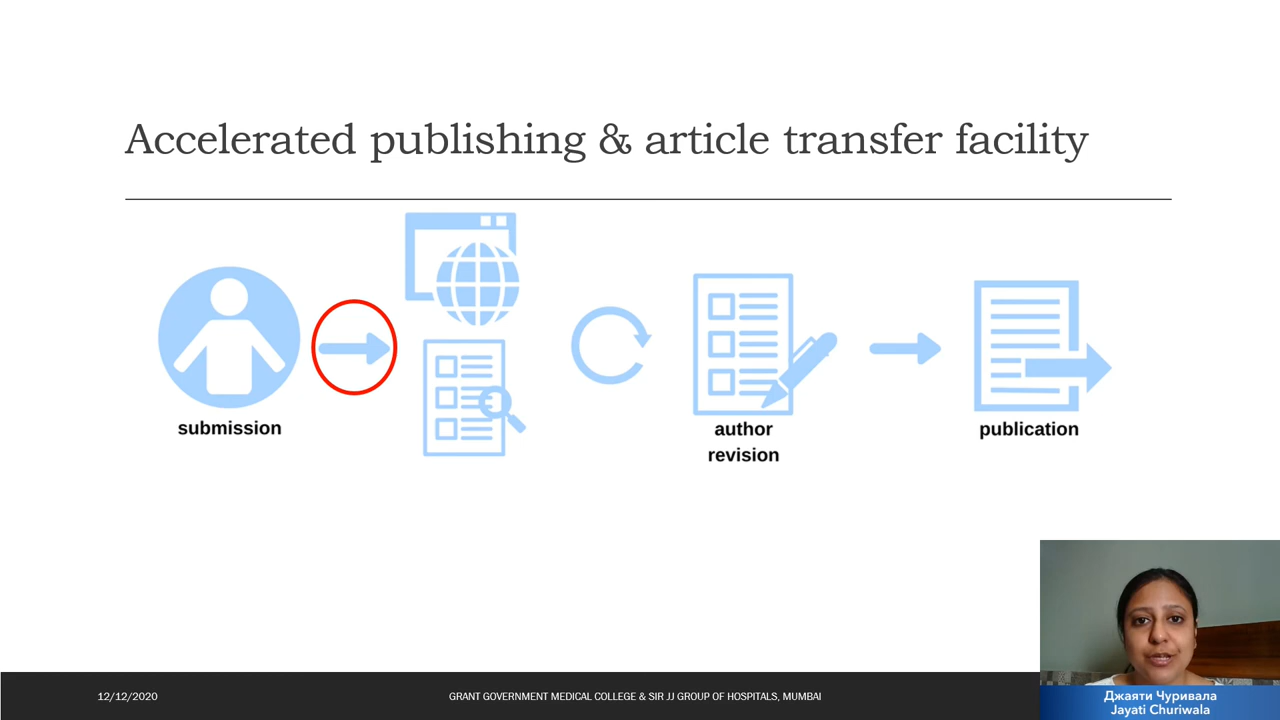 Accelerated publishing & article transfer facility
submission
author
revision
publication
12/12/2020
GRANT GOVERNMENT MEDICAL COLLEGE & SIR JJ GROUP OF HOSPITALS, MUMBAI
Джаяти Чуривала
Jayati Churiwala